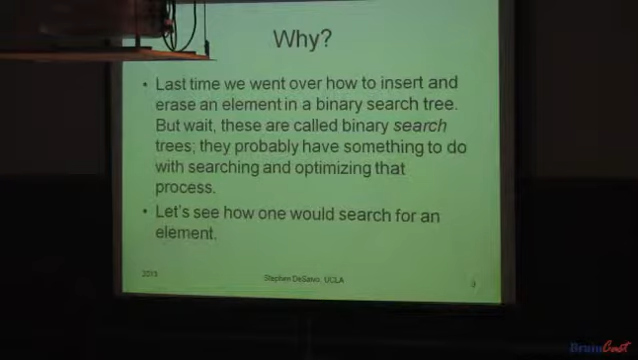 Why?
• Last time we went over how to insert and
erase an element in a binary search tree.
But wait, these are called binary search
trees; they probably have something to do
with searching and optimizing that
process.
• Let's see how one would search for an
element.
2013
Stephen DeSalvo, UCLA
BrainCast